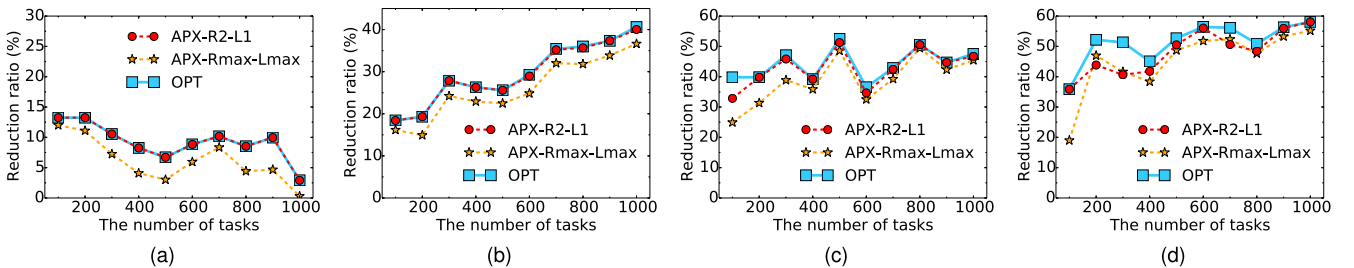 Reduction ratio (%)
30
25
20
15
10
5
0
APX-R2-L1
APX-Rmax-Lmax
OPT
200 400 600 800 1000
The number of tasks
(a)
Reduction ratio (%)
40
30
20
10
APX-R2-L1
APX-Rmax-Lmax
OPT
200 400 600 800 1000
The number of tasks
(b)
Reduction ratio (%)
60
50
40
30
20
10
0
APX-R2-L1
APX-Rmax-Lmax
OPT
200 400 600 800 1000
The number of tasks
(c)
Reduction ratio (%)
60
50
40
30
20
10
0
APX-R2-L1
APX-Rmax-Lmax
OPT
200 400 600 800 1000
The number of tasks
(d)